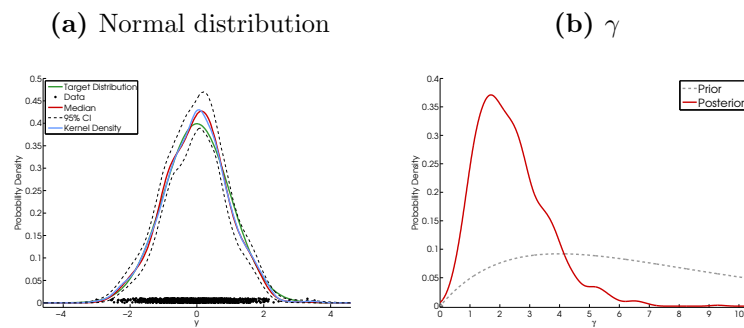 (a) Normal distribution
(b) γ
0.5
0.45
0.4
0.35
0.3
0.25
0.2
0.15
0.1
0.05
0
Probability Density
Target Distribution
Data
Median
95% CI
Kernel Density
−4
−2
0
2
4
y
0.4
0.35
0.3
0.25
0.2
0.15
0.1
0.05
0
Probability Density
Prior
Posterior
0
1
2
3
4
5
6
7
8
9
10
γ